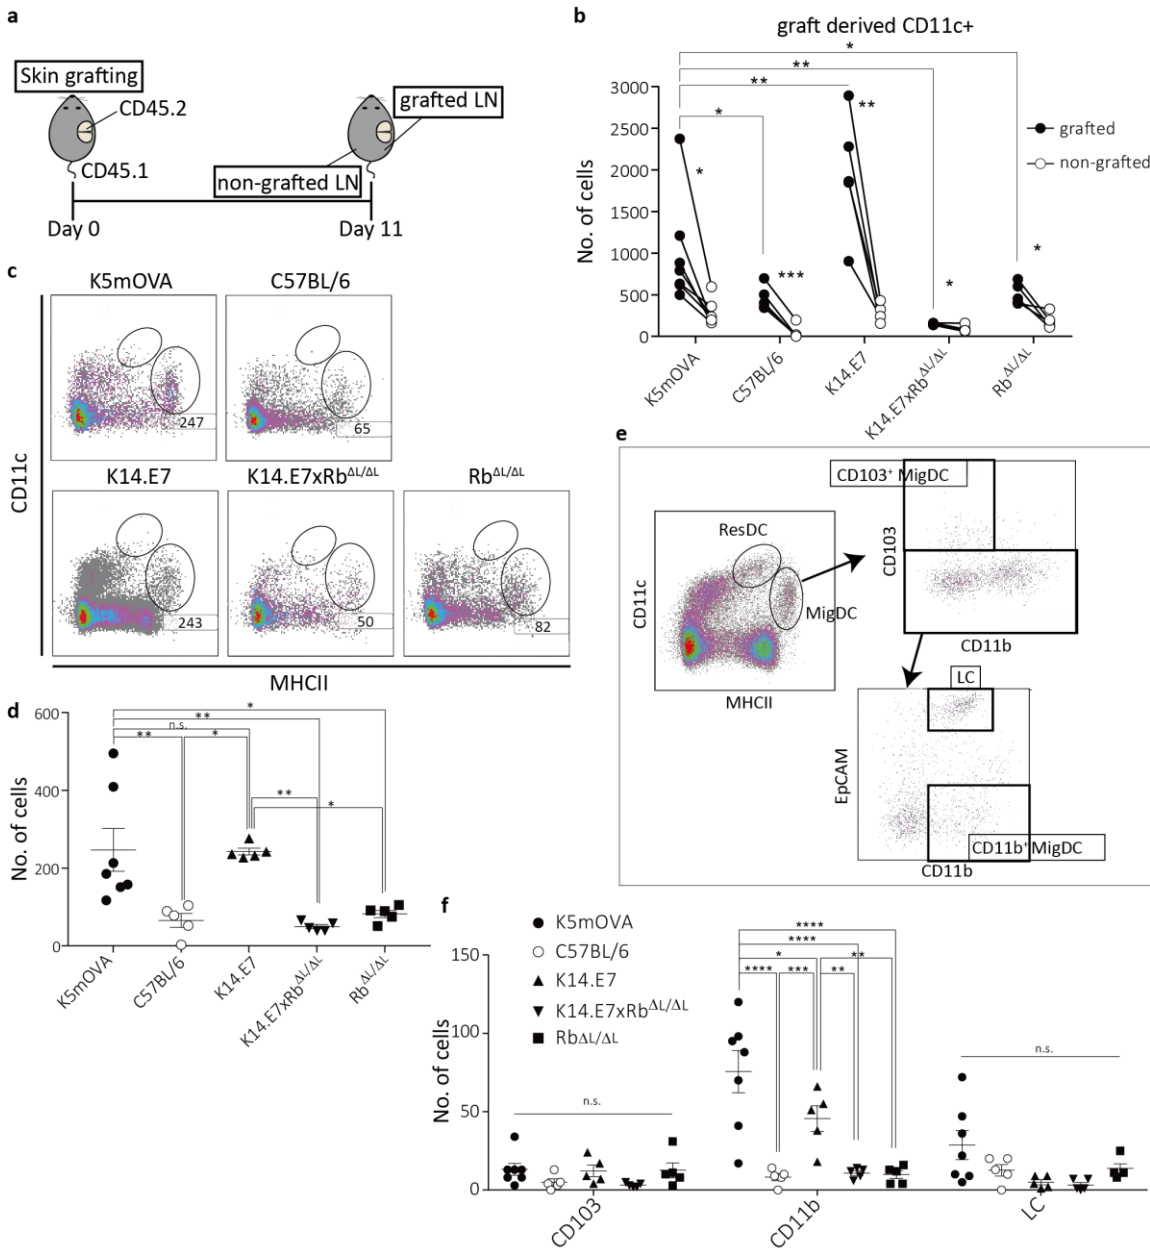 a
Skin grafting
CD45.2
CD45.1
grafted LN
non-grafted LN
Day 0
Day 11
b
graft derived CD11c+
*
**
**
*
*
***
**
*
*
No. of cells
3000
2500
2000
1500
1000
500
0
grafted
non-grafted
K5mOVA
C57BL/6
K14.E7
K14.E7xRbΔL/ΔL
RbΔL/ΔL
c
K5mOVA
C57BL/6
247
65
K14.E7
K14.E7xRbΔL/ΔL
RbΔL/ΔL
243
50
82
CD11c
MHCII
d
No. of cells
600
400
200
0
*
**
n.s.
**
*
**
*
K5mOVA
C57BL/6
K14.E7
K14.E7xRbΔL/ΔL
RbΔL/ΔL
e
ResDC
MigDC
CD11c
MHCII
CD103+ MigDC
CD103
CD11b
LC
EpCAM
CD11b+MigDC
CD11b
f
K5mOVA
C57BL/6
K14.E7
K14.E7xRbΔL/ΔL
RbΔL/ΔL
No. of cells
150
100
50
0
n.s.
****
****
*
**
****
***
**
n.s.
CD103
CD11b
LC